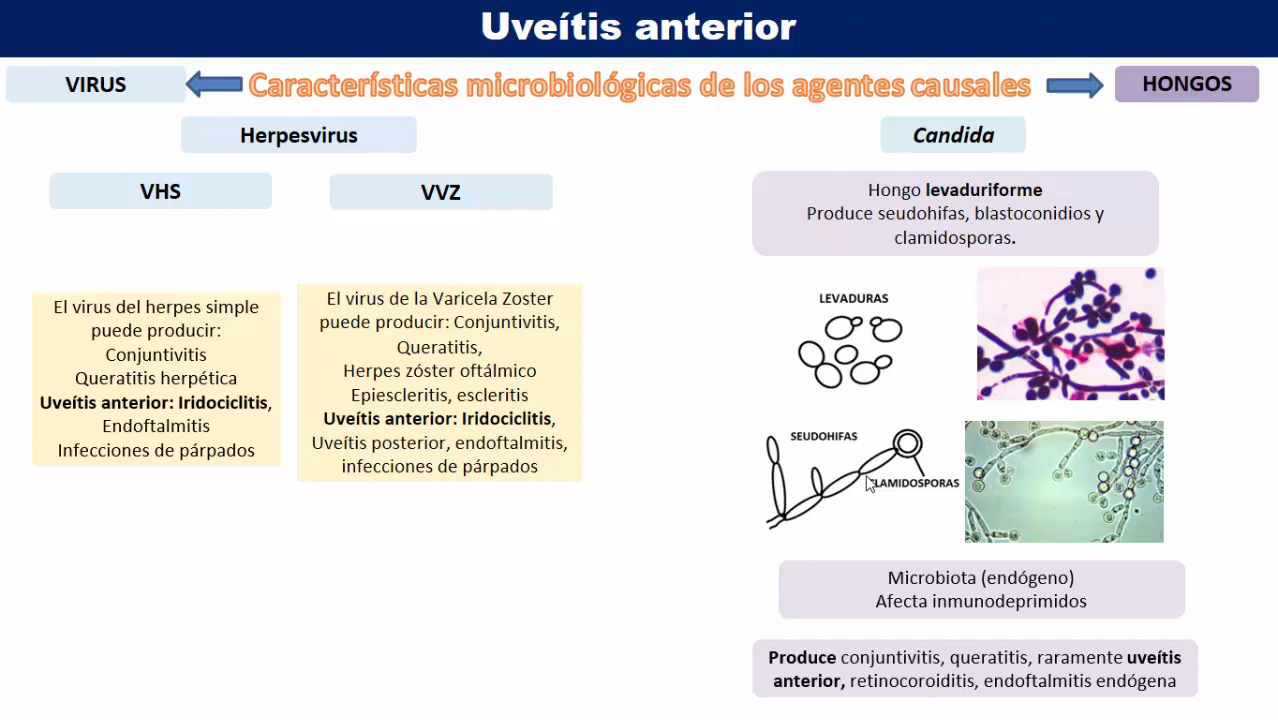 Uveítis anterior
VIRUS
Características microbiológicas de los agentes causales
HONGOS
Herpesvirus
VHS
VVZ
El virus del herpes simple
puede producir:
Conjuntivitis
Queratitis herpética
Uveítis anterior: Iridociclitis,
Endoftalmitis
Infecciones de párpados
El virus de la Varicela Zoster
puede producir: Conjuntivitis,
Queratitis,
Herpes zóster oftálmico
Epiescleritis, escleritis
Uveítis anterior: Iridociclitis,
Uveítis posterior, endoftalmitis,
infecciones de párpados
Candida
Hongo levaduriforme
Produce seudohifas, blastoconidios y
clamidosporas.
LEVADURAS
SEUDOHIFAS
CLAMIDOSPORAS
Microbiota (endógeno)
Afecta inmunodeprimidos
Produce conjuntivitis, queratitis, raramente uveítis
anterior, retinocoroiditis, endoftalmitis endógena